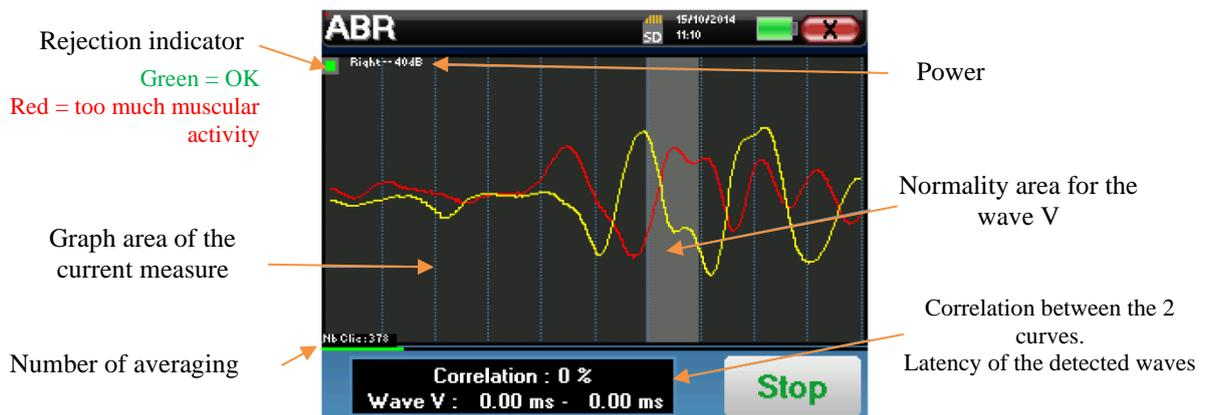 ABR
15/10/2014
SD 11:10
X
Rejection indicator
Green = OK
Red = too much muscular
activity
Right -- 40dB
Power
Normality area for the
wave V
Graph area of the
current measure
Correlation between the 2
curves.
Latency of the detected waves
Nb Clic:378
Number of averaging
Correlation : 0 %
Wave V : 0.00 ms - 0.00 ms
Stop